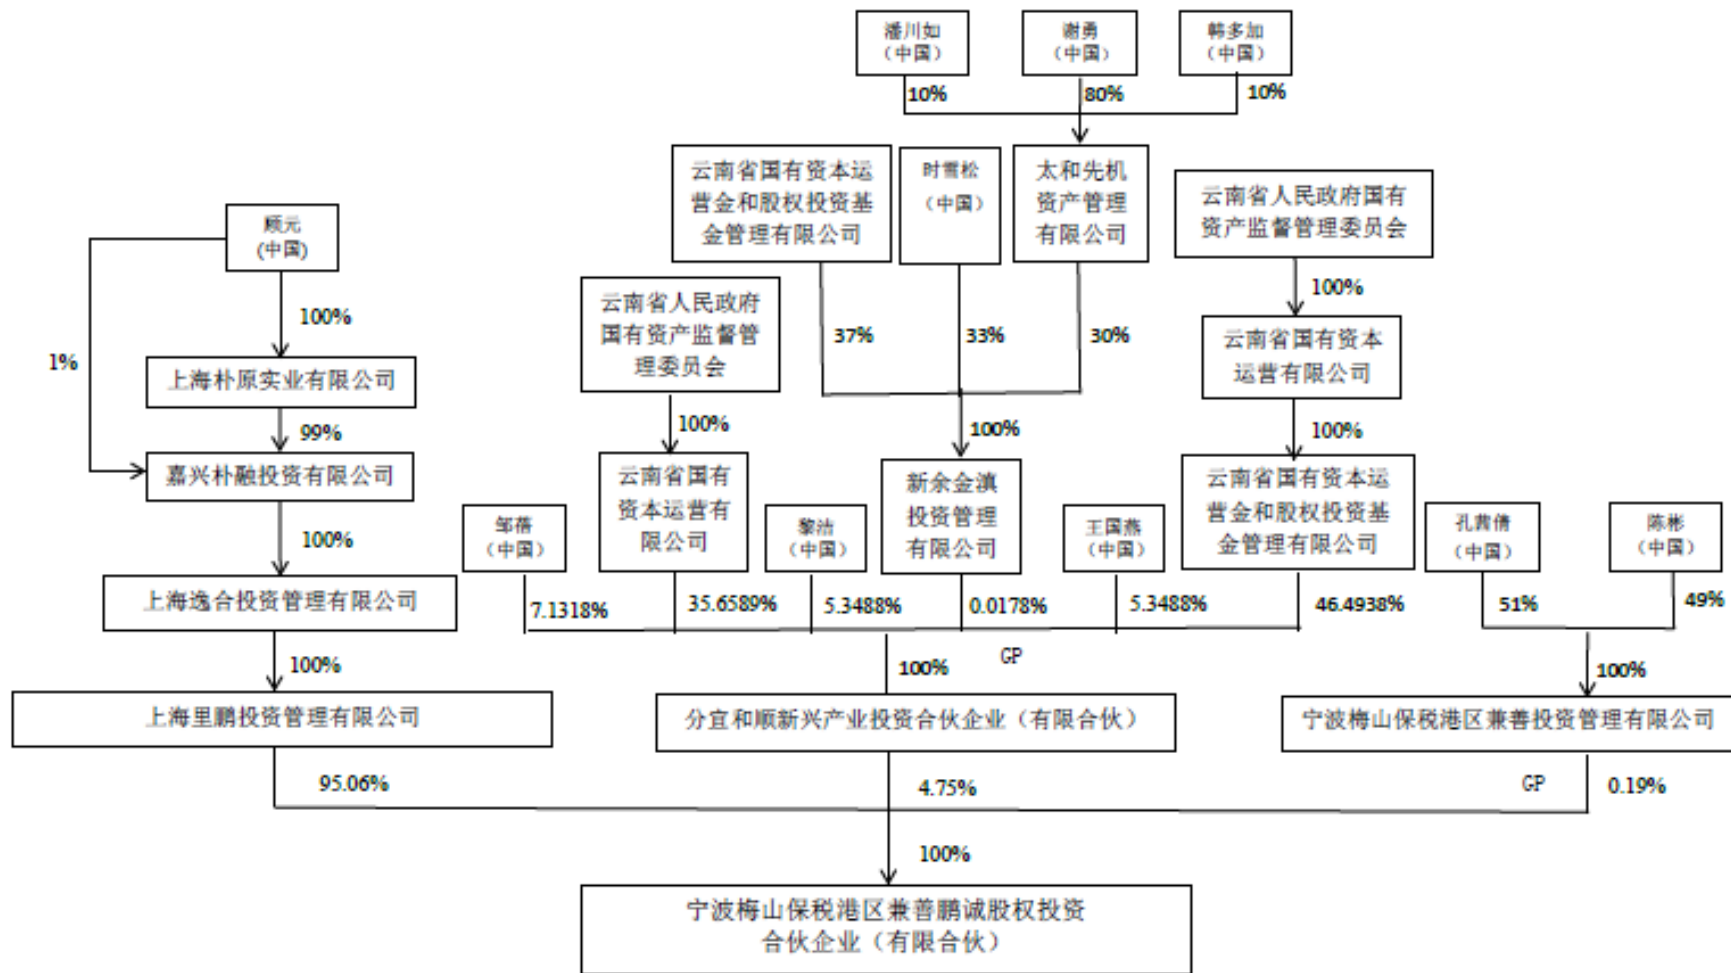 潘川如
（中国）
谢勇
（中国）
韩多加
（中国）
10%
80%
10%
云南省国有资本运
营金和股权投资基
金管理有限公司
时雪松
（中国）
太和先机
资产管理
有限公司
云南省人民政府国有
资产监督管理委员会
顾元
(中国)
云南省人民政府
国有资产监督管
理委员会
100%
1%
100%
37%
33%
30%
云南省国有资本
运营有限公司
上海朴原实业有限公司
99%
100%
100%
100%
嘉兴朴融投资有限公司
云南省国有
资本运营有
限公司
新余金滇
投资管理
有限公司
云南省国有资本运
营金和股权投资基
金管理有限公司
邹蓓
（中国）
黎洁
（中国）
王国燕
（中国）
孔茜倩
（中国）
陈彬
（中国）
100%
上海逸合投资管理有限公司
7.1318%
35.6589%
5.3488%
0.0178%
5.3488%
46.4938%
51%
49%
100%
100%
GP
100%
上海里鹏投资管理有限公司
分宜和顺新兴产业投资合伙企业（有限合伙）
宁波梅山保税港区兼善投资管理有限公司
95.06%
4.75%
GP
0.19%
100%
宁波梅山保税港区兼善鹏诚股权投资
合伙企业（有限合伙）